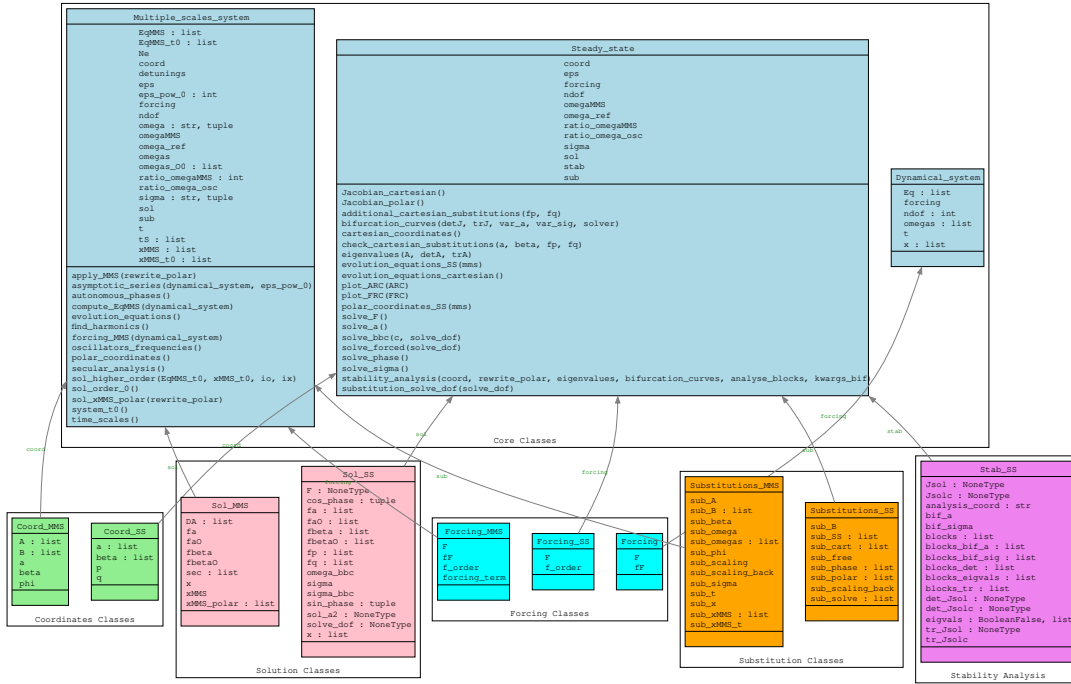 Multiple_scales_system
EqMMS : list
EqMMS_t0 : list
Ne
coord
detunings
eps
eps_pow_0 : int
forcing
ndof
omega : str, tuple
omegaMMS
omega_ref
omegas
omegas_O0 : list
ratio_omegaMMS : int
ratio_omega_osc
sigma : str, tuple
sol
sub
t
tS : list
xMMS : list
xMMS_t0 : list
apply_MMS(rewrite_polar)
asymptotic_series(dynamical_system, eps_pow_0)
autonomous_phases()
compute_EqMMS(dynamical_system)
evolution_equations()
find_harmonics()
forcing_MMS(dynamical_system)
oscillators_frequencies()
polar_coordinates()
secular_analysis()
sol_higher_order(EqMMS_t0, xMMS_t0, io, ix)
sol_order_0()
sol_xMMS_polar(rewrite_polar)
system_t0()
time_scales()
Steady_state
coord
eps
forcing
ndof
omegaMMS
omega_ref
ratio_omegaMMS
ratio_omega_osc
sigma
sol
stab
sub
Jacobian_cartesian()
Jacobian_polar()
additional_cartesian_substitutions(fp, fq)
bifurcation_curves(detJ, trJ, var_a, var_sig, solver)
cartesian_coordinates()
check_cartesian_substitutions(a, beta, fp, fq)
eigenvalues(A, detA, trA)
evolution_equations_SS(mms)
evolution_equations_cartesian()
plot_ARC(ARC)
plot_FRC(FRC)
polar_coordinates_SS(mms)
solve_F()
solve_a()
solve_bbc(c, solve_dof)
solve_forced(solve_dof)
solve_phase()
solve_sigma()
stability_analysis(coord, rewrite_polar, eigenvalues, bifurcation_curves, analyse_blocks, kwargs_bif
substitution_solve_dof(solve_dof)
Dynamical_system
Eq : list
forcing
ndof : int
omegas : list
t
x : list
Core Classes
coord
sol
forcing
coord
sol
sub
forcing
sub
forcing
stab
Coord_MMS
A : list
B : list
a
beta
phi
Coord_SS
a : list
beta : list
p
q
Coordinates Classes
Sol_MMS
DA : list
fa
faO
fbeta
fbetaO
sec : list
x
xMMS
xMMS_polar : list
Sol_SS
F : NoneType
cos_phase : tuple
fa : list
faO : list
fbeta : list
fbetaO : list
fp : list
fq : list
omega_bbc
sigma
sigma_bbc
sin_phase : tuple
sol_a2 : NoneType
solve_dof : NoneType
x : list
Solution Classes
Forcing_MMS
F
fF
f_order
forcing_term
Forcing_SS
F
f_order
Forcing
F
fF
Forcing Classes
Substitutions_MMS
sub_A
sub_B : list
sub_beta
sub_omega
sub_omegas : list
sub_phi
sub_scaling
sub_scaling_back
sub_sigma
sub_t
sub_x
sub_xMMS : list
sub_xMMS_t
Substitutions_SS
sub_B
sub_SS : list
sub_cart : list
sub_free
sub_phase : list
sub_polar : list
sub_scaling_back
sub_solve : list
Substitution Classes
Stab_SS
Jsol : NoneType
Jsolc : NoneType
analysis_coord : str
bif_a
bif_sigma
blocks : list
blocks_bif_a : list
blocks_bif_sig : list
blocks_det : list
blocks_eigvals : list
blocks_tr : list
det_Jsol : NoneType
det_Jsolc : NoneType
eigvals : BooleanFalse, list
tr_Jsol : NoneType
tr_Jsolc
Stability Analysis